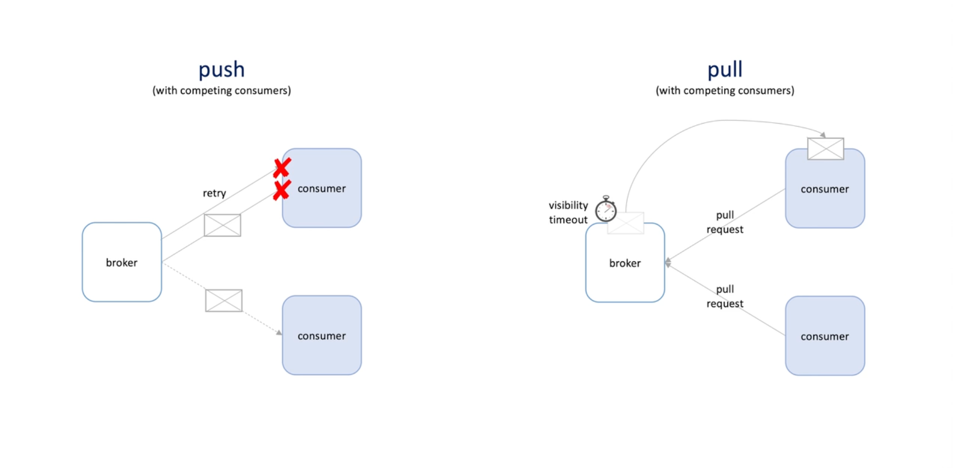 push
(with competing consumers)
retry
consumer
broker
consumer
pull
(with competing consumers)
consumer
visibility
timeout
pull
request
broker
pull
request
consumer